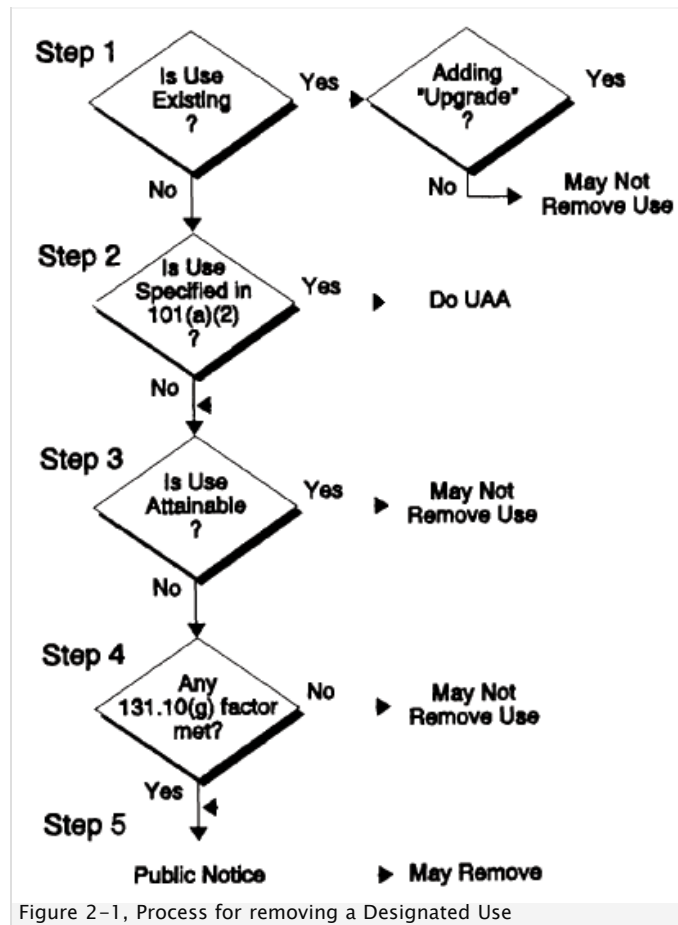 Step 1
Is Use
Existing
?
Yes
Adding
"Upgrade"
?
Yes
No
No
May Not
Remove Use
Step 2
Is Use
Specified in
101(a)(2)
?
Yes
Do UAA
No
Step 3
Is Use
Attainable
?
Yes
May Not
Remove Use
No
Step 4
Any
131.10(g) factor
met?
No
May Not
Remove Use
Yes
Step 5
Public Notice
May Remove
Figure 2-1, Process for removing a Designated Use